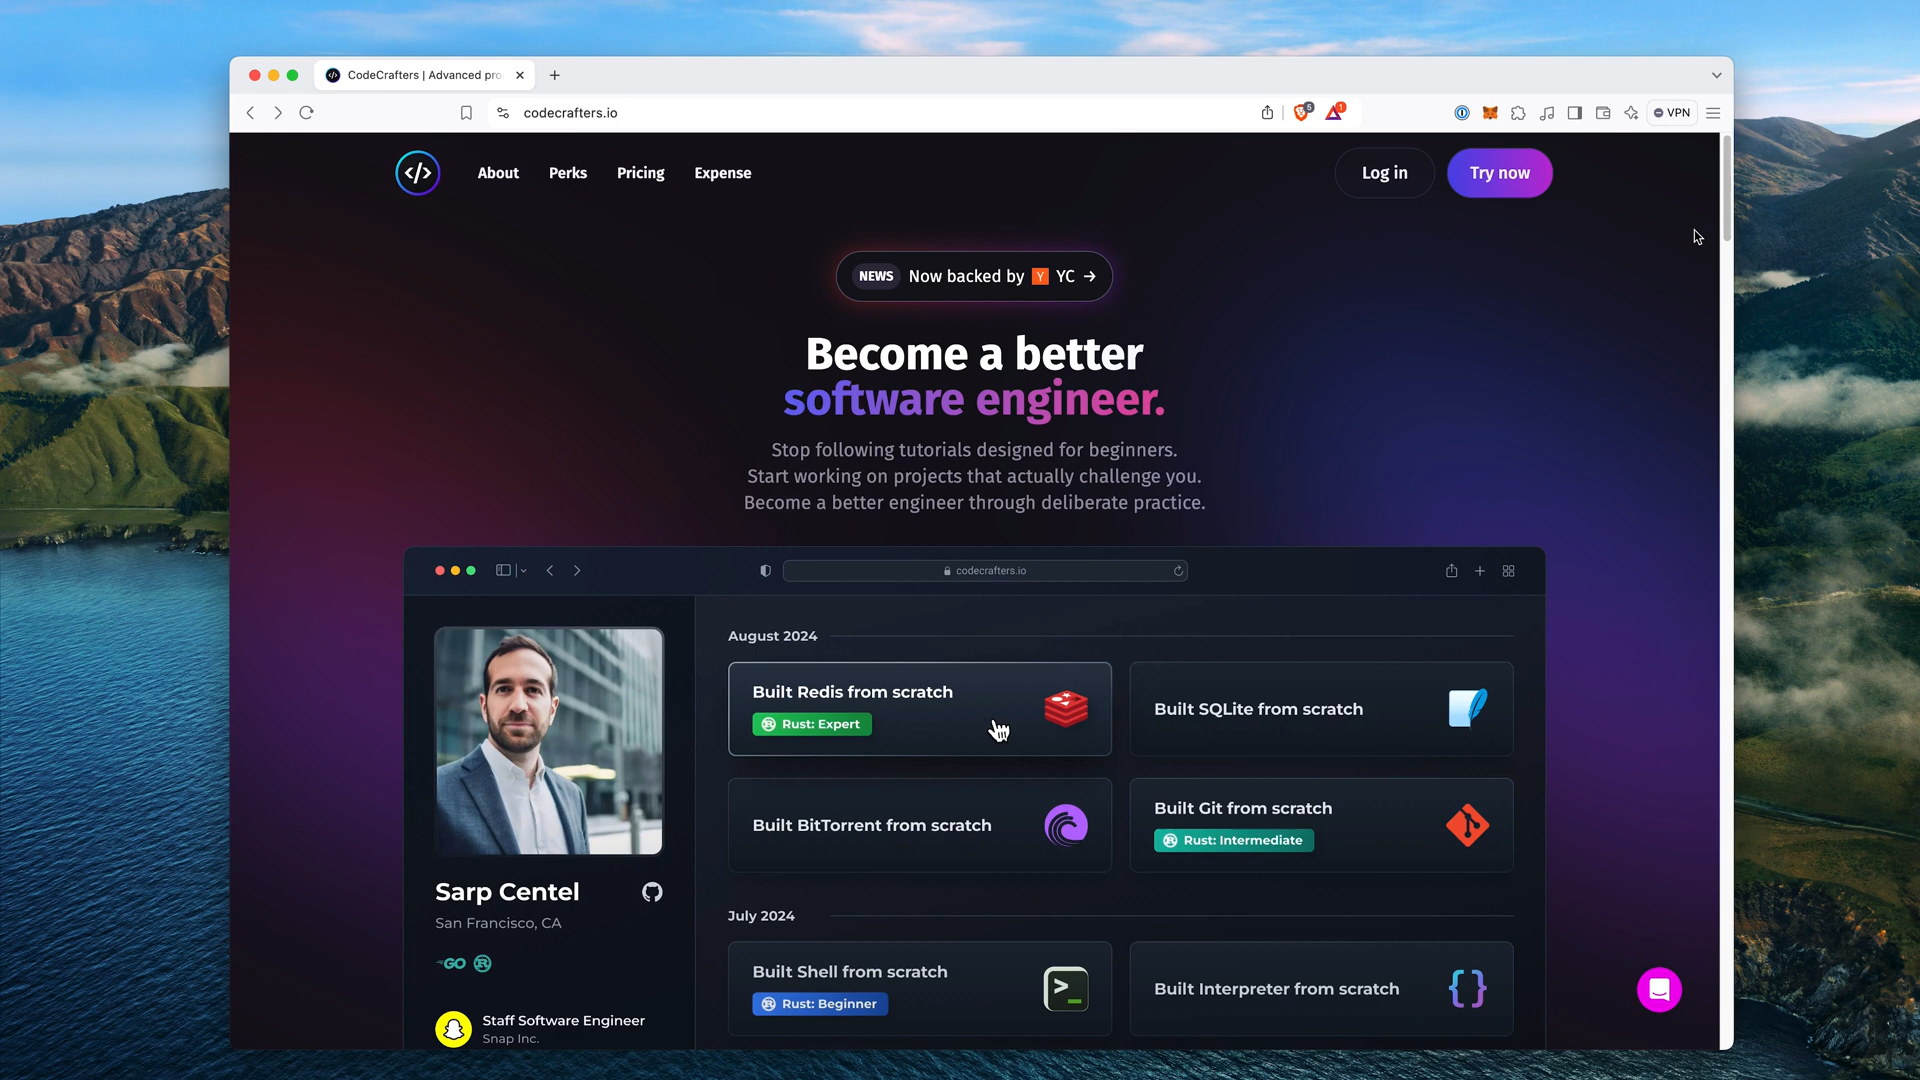 CodeCrafters | Advanced pro
codecrafters.io
5
1
VPN
</>
About
Perks
Pricing
Expense
Log in
Try now
NEWS
Now backed by Y YC →
Become a better
software engineer.
Stop following tutorials designed for beginners.
Start working on projects that actually challenge you.
Become a better engineer through deliberate practice.
codecrafters.io
Sarp Centel
San Francisco, CA
GO
R
Staff Software Engineer
Snap Inc.
August 2024
Built Redis from scratch
Rust: Expert
Built SQLite from scratch
Built BitTorrent from scratch
Built Git from scratch
Rust: Intermediate
July 2024
Built Shell from scratch
Rust: Beginner
>_
Built Interpreter from scratch
{}